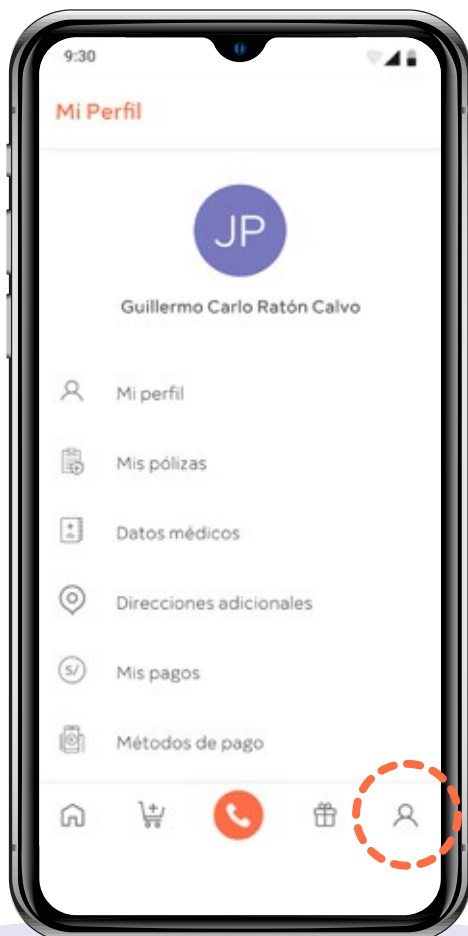 9:30
Mi Perfil
JP
Guillermo Carlo Ratón Calvo
Mi perfil
Mis pólizas
Datos médicos
Direcciones adicionales
S/
Mis pagos
Métodos de pago